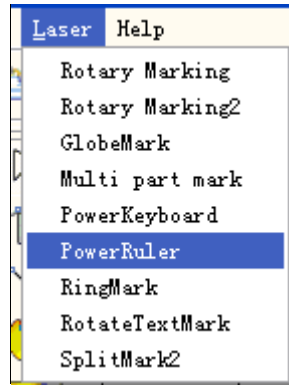 Laser Help
Rotary Marking
Rotary Marking2
GlobeMark
Multi part mark
PowerKeyboard
PowerRuler
RingMark
RotateTextMark
SplitMark2